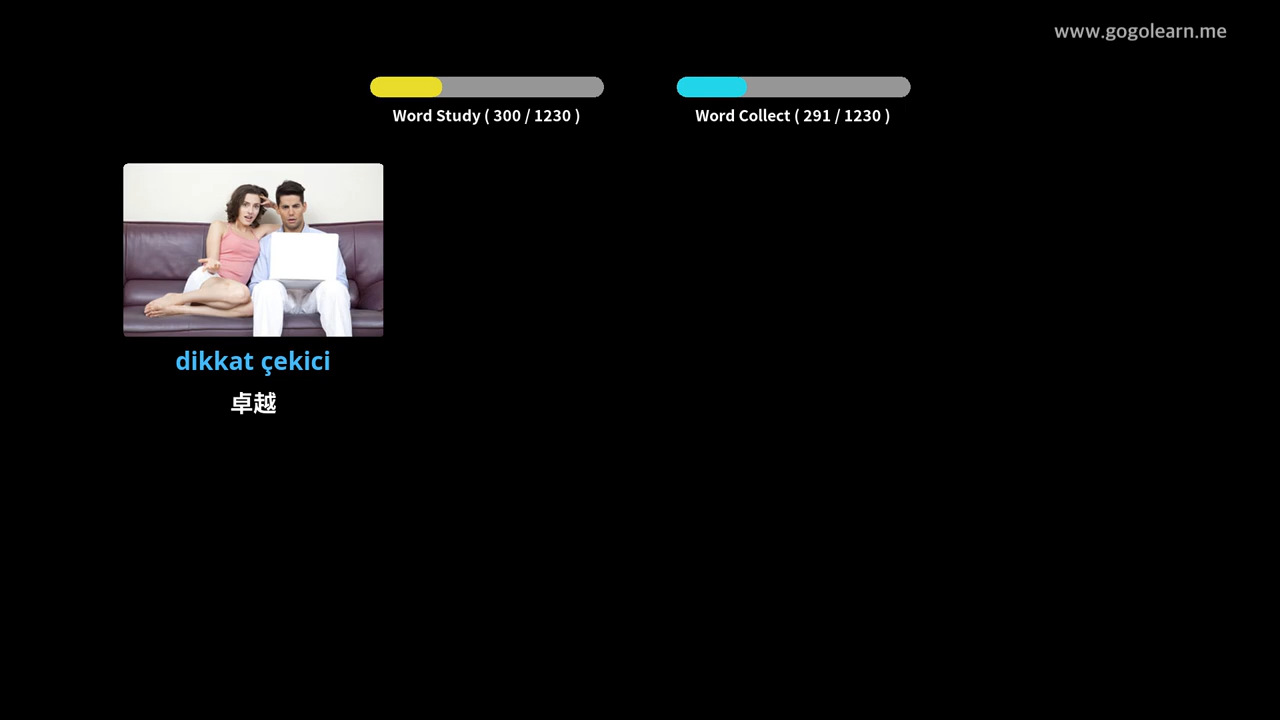 www.gogolearn.me
Word Study ( 300 / 1230 )
Word Collect ( 291 / 1230 )
dikkat çekici
卓越